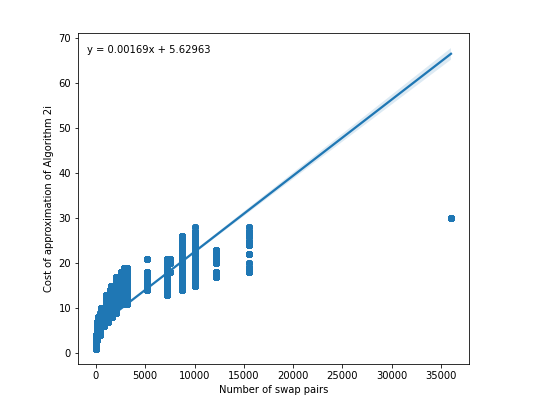 70
y = 0.00169x + 5.62963
60
50
40
30
20
10
0
Cost of approximation of Algorithm 2i
0 5000 10000 15000 20000 25000 30000 35000
Number of swap pairs